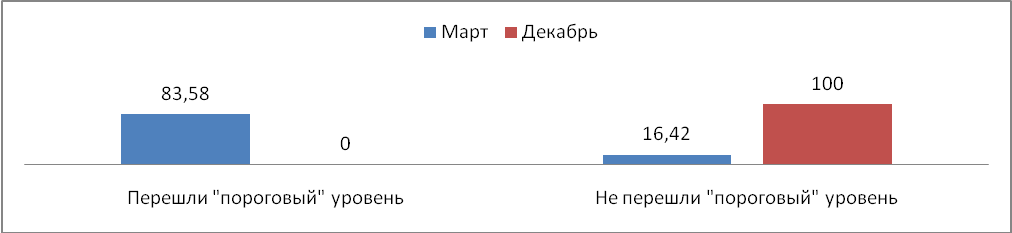 Март Декабрь
83,58
0
16,42
100
Перешли "пороговый" уровень
Не перешли "пороговый" уровень